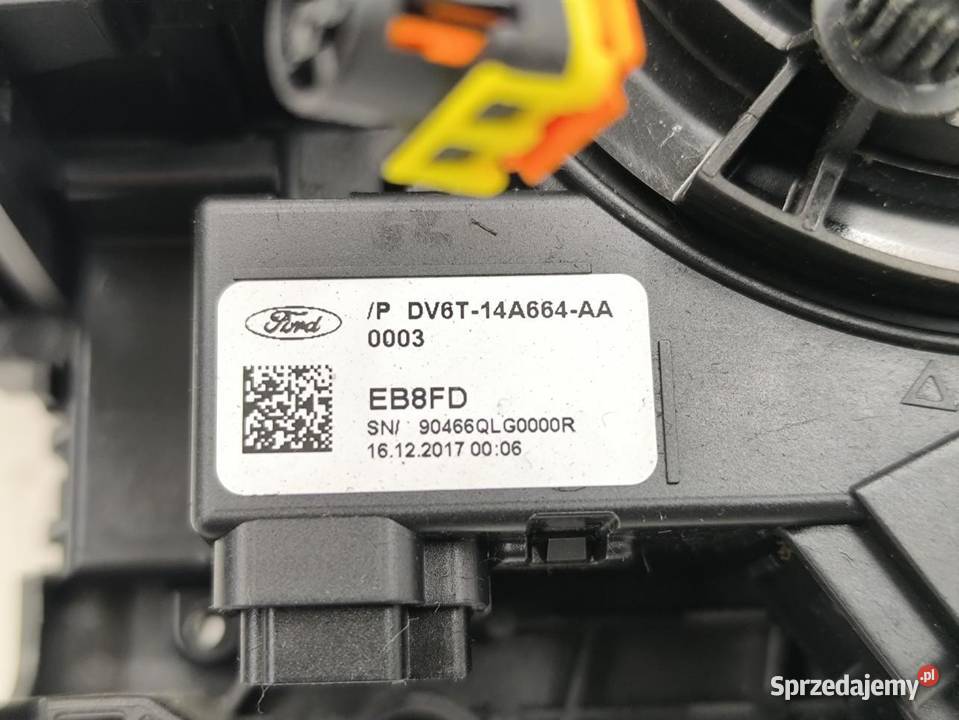 Ford
/P DV6T-14A664-AA
0003
EB8FD
SN/ 90466QLG0000R
16.12.2017 00:06
Sprzedajemy.pl